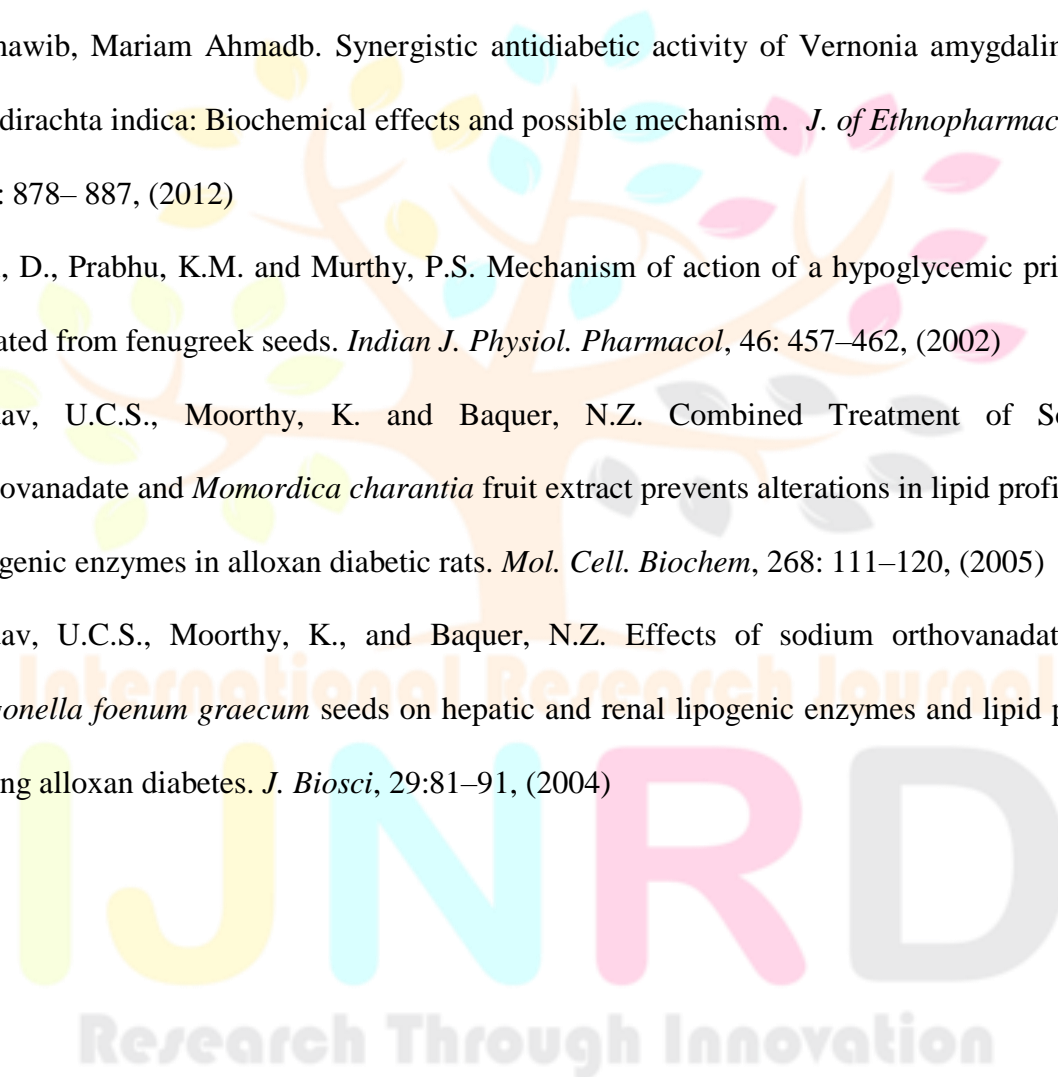 nawib, Mariam Ahmadb. Synergistic antidiabetic activity of Vernonia amygdalin
dirachta indica: Biochemical effects and possible mechanism. J. of Ethnopharmac
: 878– 887, (2012)
., D., Prabhu, K.M. and Murthy, P.S. Mechanism of action of a hypoglycemic pri
ated from fenugreek seeds. Indian J. Physiol. Pharmacol, 46: 457–462, (2002)
av, U.C.S., Moorthy, K. and Baquer, N.Z. Combined Treatment of So
ovanadate and Momordica charantia fruit extract prevents alterations in lipid profi
genic enzymes in alloxan diabetic rats. Mol. Cell. Biochem, 268: 111–120, (2005)
av, U.C.S., Moorthy, K., and Baquer, N.Z. Effects of sodium orthovanadat
International Research Journal
gonella foenum graecum seeds on hepatic and renal lipogenic enzymes and lipid p
ng alloxan diabetes. J. Biosci, 29:81–91, (2004)
IJNRD
Research Through Innovation